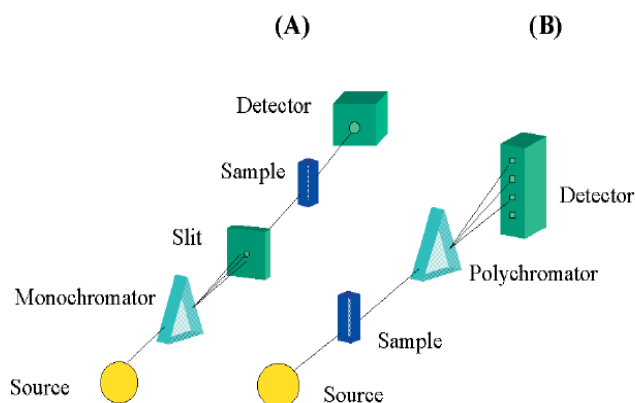 (A)
(B)
Detector
Sample
Slit
Monochromator
Source
Detector
Polychromator
Sample
Source